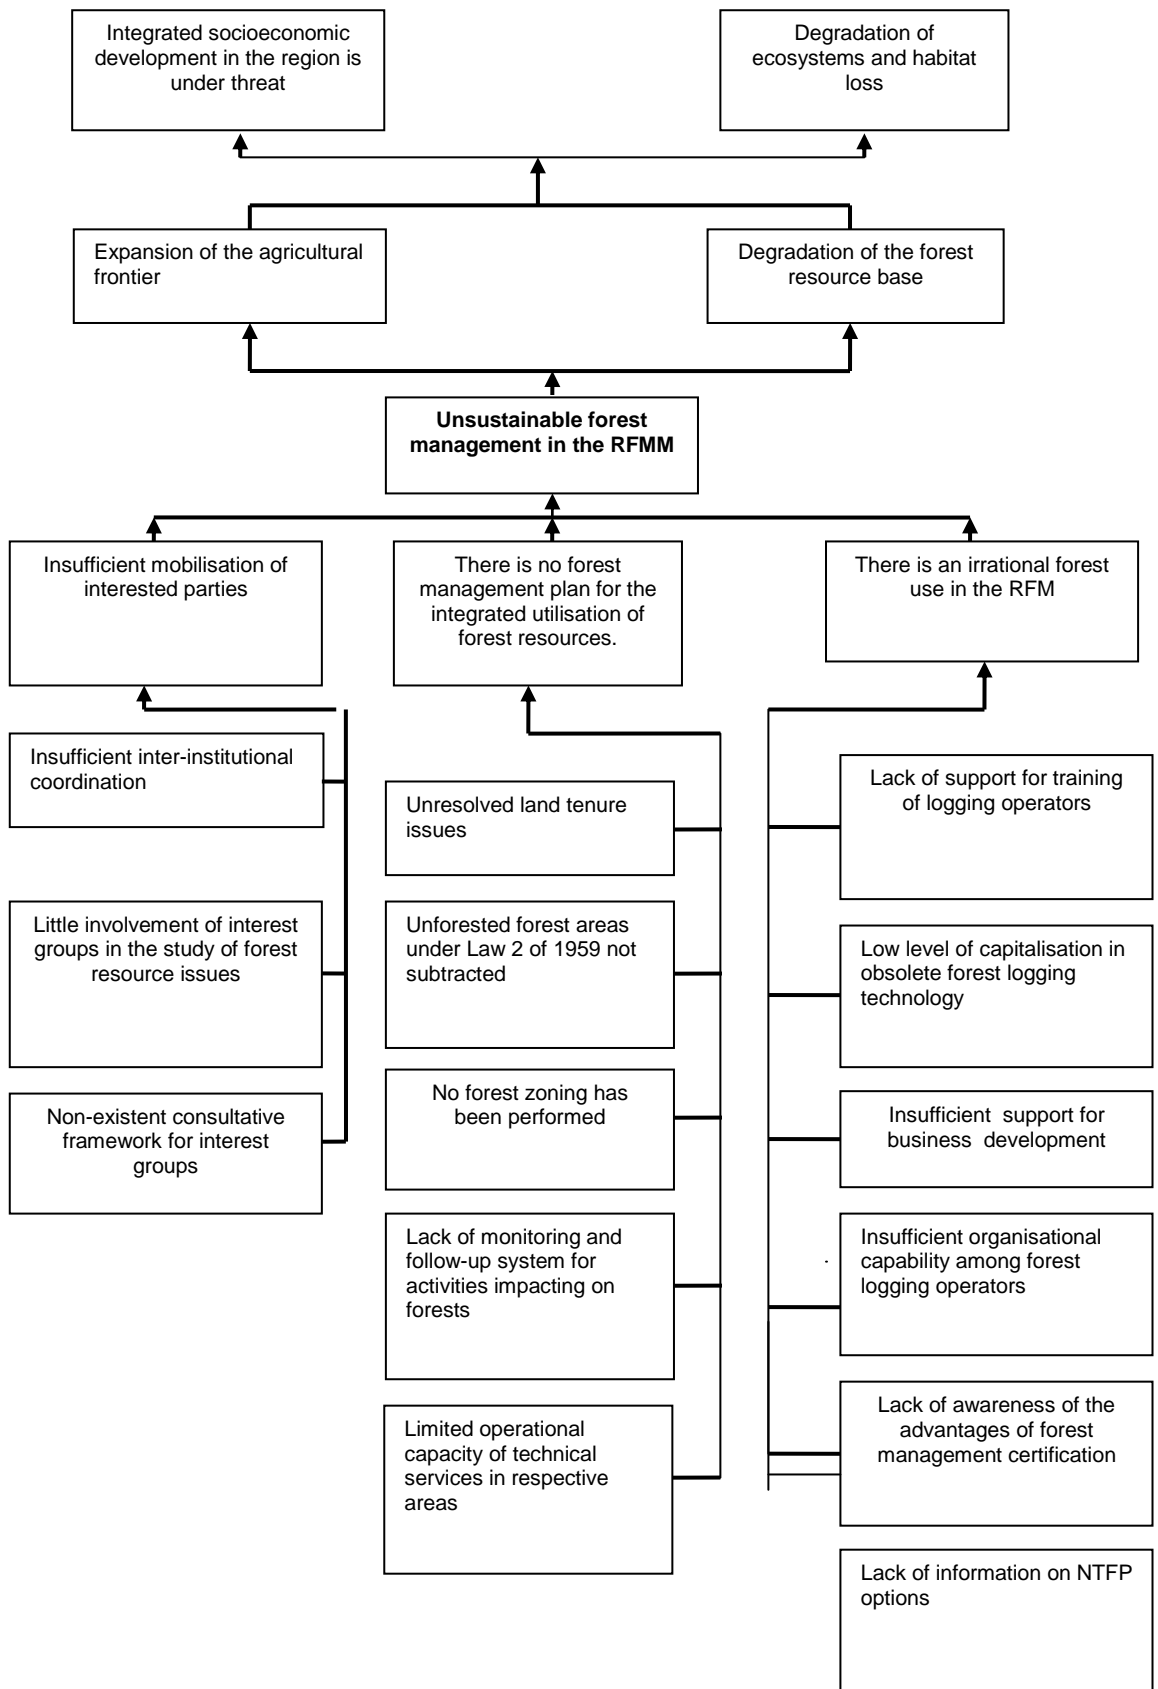 Integrated socioeconomic
development in the region is
under threat
Degradation of
ecosystems and habitat
loss
Expansion of the agricultural
frontier
Degradation of the forest
resource base
Unsustainable forest
management in the RFMM
Insufficient mobilisation of
interested parties
There is no forest
management plan for the
integrated utilisation of
forest resources.
There is an irrational forest
use in the RFM
Insufficient inter-institutional
coordination
Little involvement of interest
groups in the study of forest
resource issues
Non-existent consultative
framework for interest
groups
Unresolved land tenure
issues
Unforested forest areas
under Law 2 of 1959 not
subtracted
No forest zoning has
been performed
Lack of monitoring and
follow-up system for
activities impacting on
forests
Limited operational
capacity of technical
services in respective
areas
Lack of support for training
of logging operators
Low level of capitalisation in
obsolete forest logging
technology
Insufficient support for
business development
Insufficient organisational
capability among forest
logging operators
Lack of awareness of the
advantages of forest
management certification
Lack of information on NTFP
options